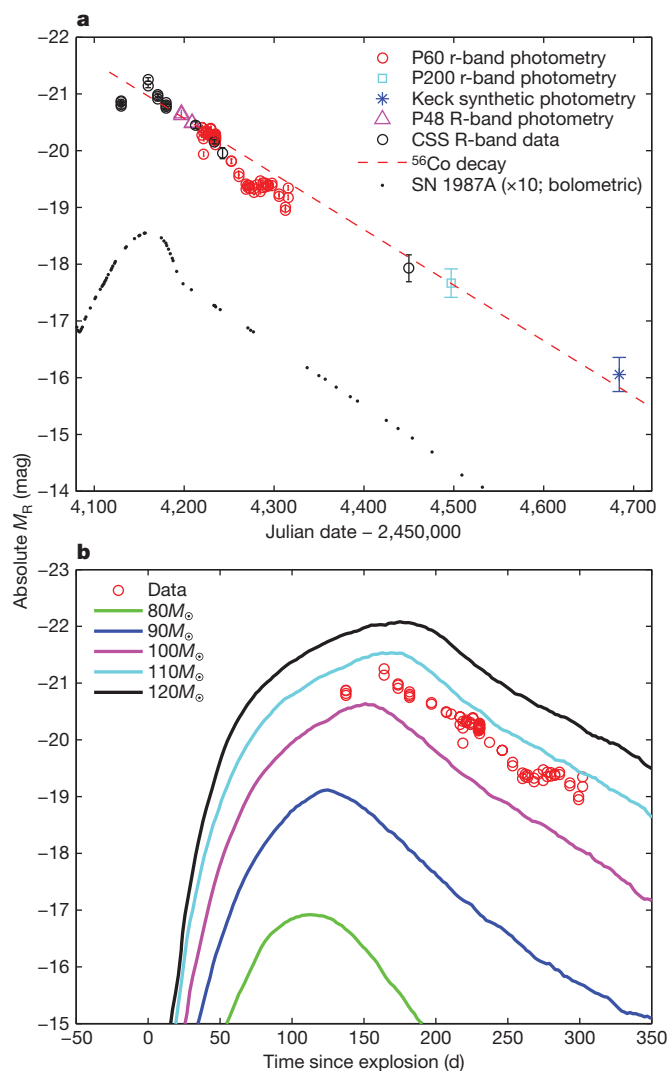 a
−22
−21
−20
−19
−18
−17
−16
−15
−14
P60 r-band photometry
P200 r-band photometry
Keck synthetic photometry
P48 R-band photometry
CSS R-band data
⁵⁶Co decay
SN 1987A (×10; bolometric)
4,100 4,200 4,300 4,400 4,500 4,600 4,700
Julian date − 2,450,000
Absolute M_R (mag)
b
−23
−22
−21
−20
−19
−18
−17
−16
−15
Data
80M☉
90M☉
100M☉
110M☉
120M☉
−50 0 50 100 150 200 250 300 350
Time since explosion (d)